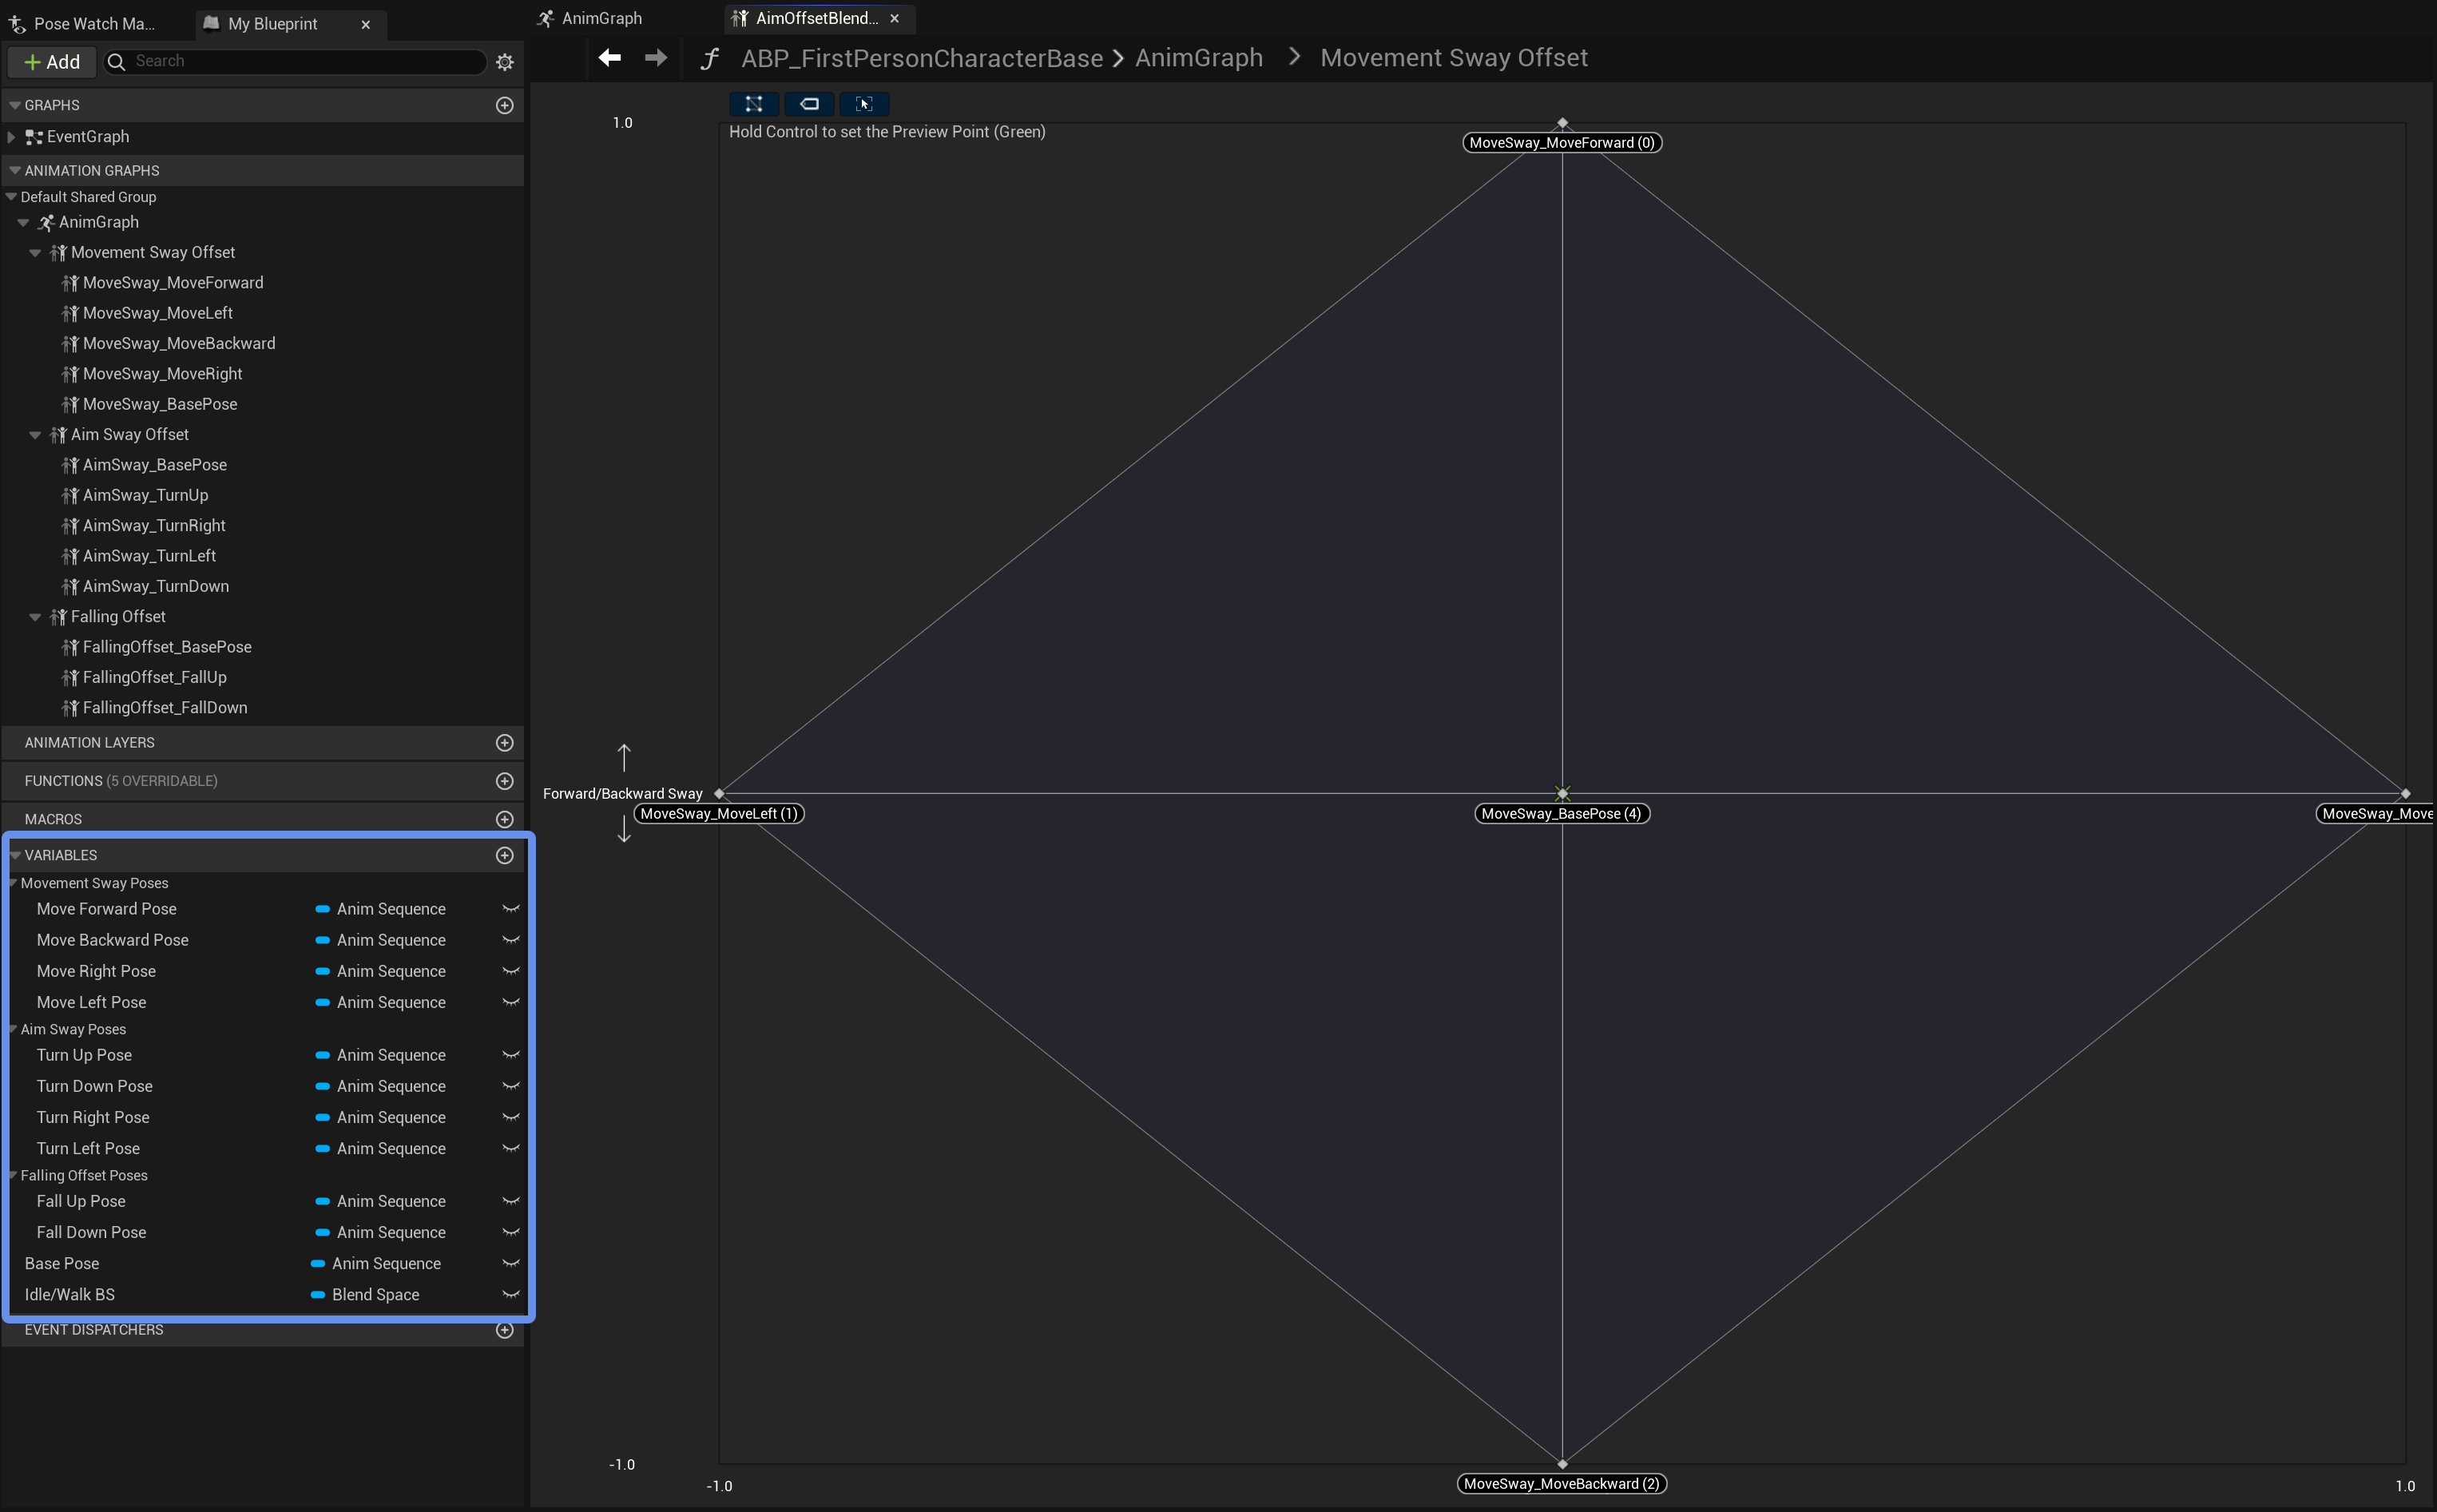 Pose Watch Ma...
My Blueprint
Add
Search
GRAPHS
EventGraph
ANIMATION GRAPHS
Default Shared Group
AnimGraph
Movement Sway Offset
MoveSway_MoveForward
MoveSway_MoveLeft
MoveSway_MoveBackward
MoveSway_MoveRight
MoveSway_BasePose
Aim Sway Offset
AimSway_BasePose
AimSway_TurnUp
AimSway_TurnRight
AimSway_TurnLeft
AimSway_TurnDown
Falling Offset
FallingOffset_BasePose
FallingOffset_FallUp
FallingOffset_FallDown
ANIMATION LAYERS
FUNCTIONS (5 OVERRIDABLE)
MACROS
VARIABLES
Movement Sway Poses
Move Forward Pose Anim Sequence
Move Backward Pose Anim Sequence
Move Right Pose Anim Sequence
Move Left Pose Anim Sequence
Aim Sway Poses
Turn Up Pose Anim Sequence
Turn Down Pose Anim Sequence
Turn Right Pose Anim Sequence
Turn Left Pose Anim Sequence
Falling Offset Poses
Fall Up Pose Anim Sequence
Fall Down Pose Anim Sequence
Base Pose Anim Sequence
Idle/Walk BS Blend Space
EVENT DISPATCHERS
AnimGraph
AimOffsetBlend...
ABP_FirstPersonCharacterBase > AnimGraph > Movement Sway Offset
1.0
Hold Control to set the Preview Point (Green)
MoveSway_MoveForward (0)
Forward/Backward Sway
MoveSway_MoveLeft (1)
MoveSway_BasePose (4)
MoveSway_Move
-1.0
-1.0
MoveSway_MoveBackward (2)
1.0